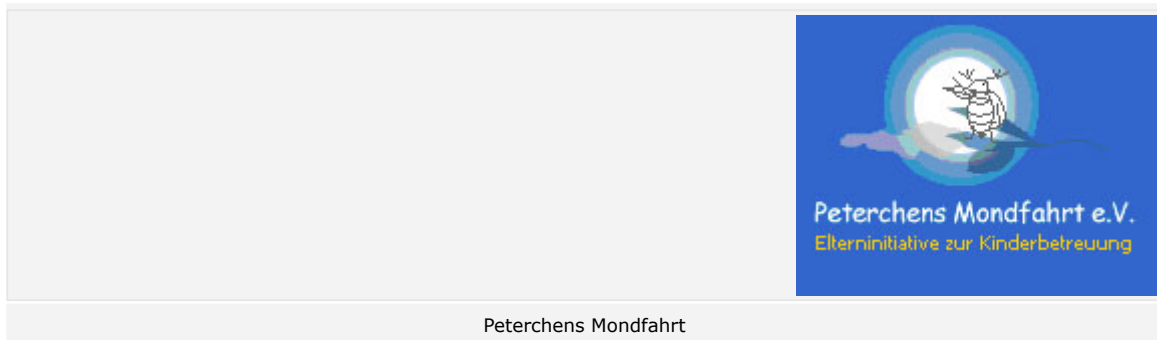 Peterchens Mondfahrt e.V.
Elterninitiative zur Kinderbetreuung
Peterchens Mondfahrt